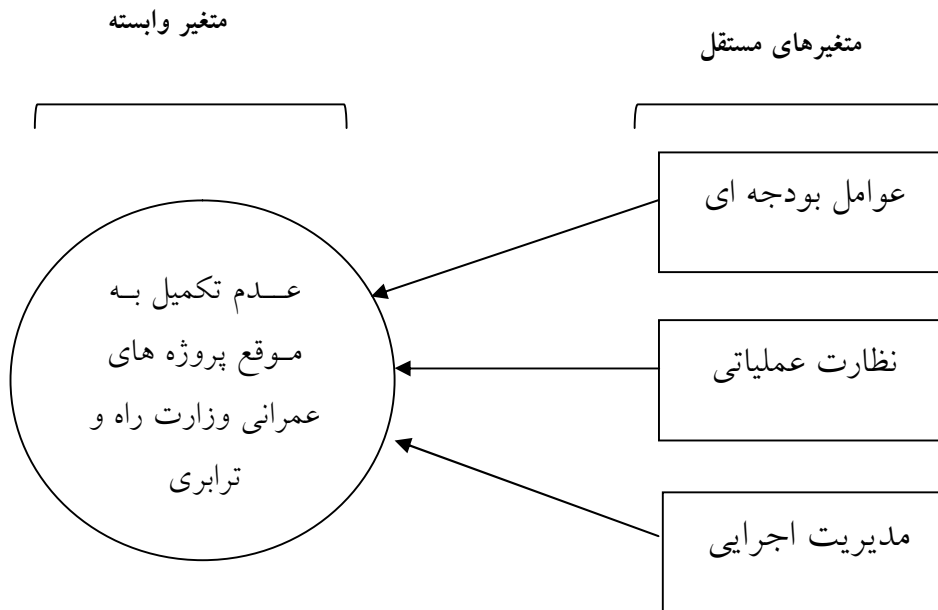 متغیرهای مستقل
متغیر وابسته
عوامل بودجه ای
نظارت عملیاتی
مدیریت اجرایی
عــدم تکمیل بــه
مــوقع پروژه های
عمرانی وزارت راه و
ترابری